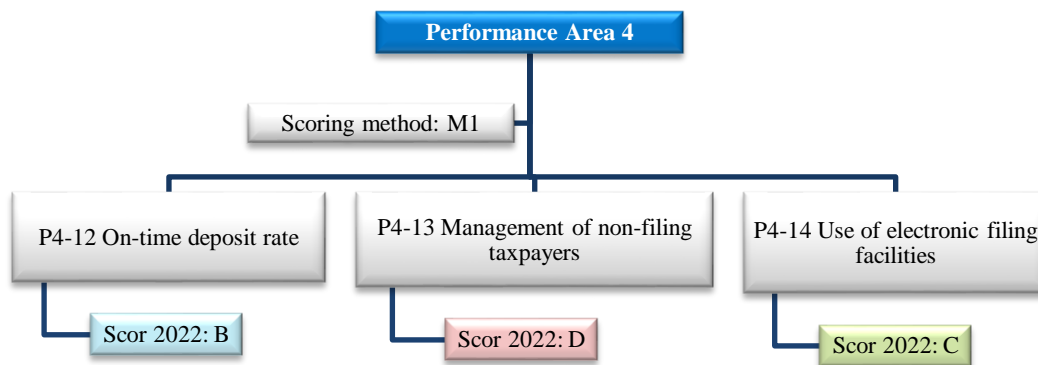 Performance Area 4
Scoring method: M1
P4-12 On-time deposit rate
P4-13 Management of non-filing
taxpayers
P4-14 Use of electronic filing
facilities
Scor 2022: B
Scor 2022: D
Scor 2022: C